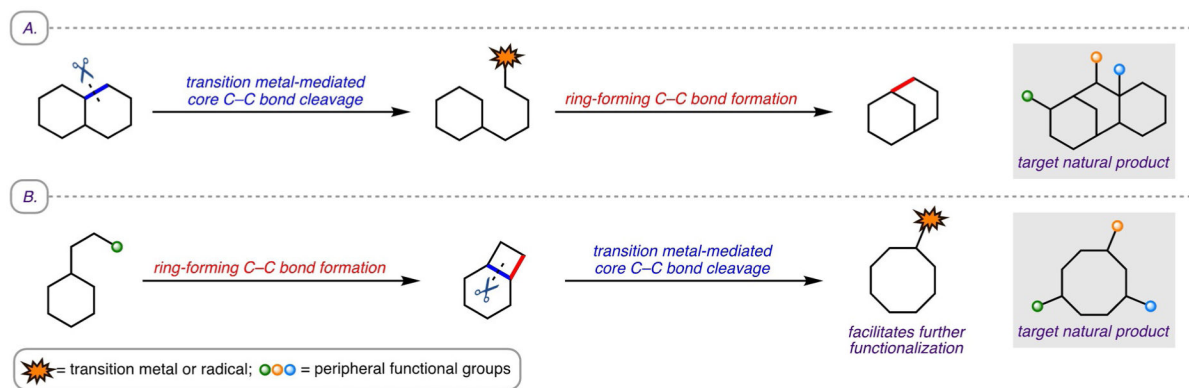 A.
transition metal-mediated
core C–C bond cleavage
ring-forming C–C bond formation
target natural product
B.
ring-forming C–C bond formation
transition metal-mediated
core C–C bond cleavage
facilitates further
functionalization
target natural product
= transition metal or radical; = peripheral functional groups